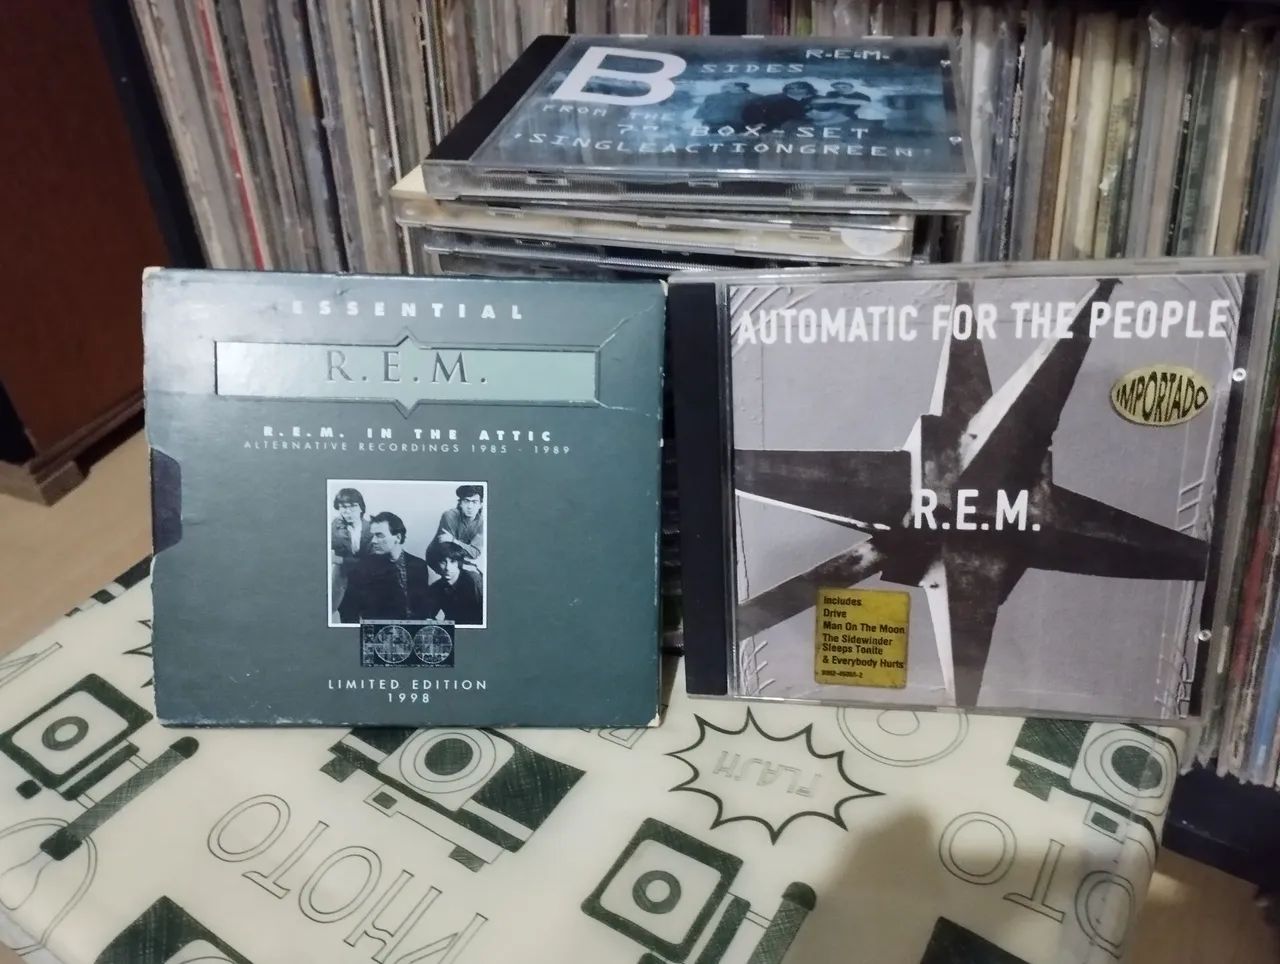 B
R.E.M.
SIDES
FROM THE
7" BOX-SET
'SINGLEACTIONGREEN'
ESSENTIAL
R.E.M.
R.E.M. IN THE ATTIC
ALTERNATIVE RECORDINGS 1985 - 1989
LIMITED EDITION
1998
AUTOMATIC FOR THE PEOPLE
IMPORTADO
R.E.M.
Includes
Drive
Man On The Moon
The Sidewinder
Sleeps Tonite
& Everybody Hurts
FLASH
PHOTO